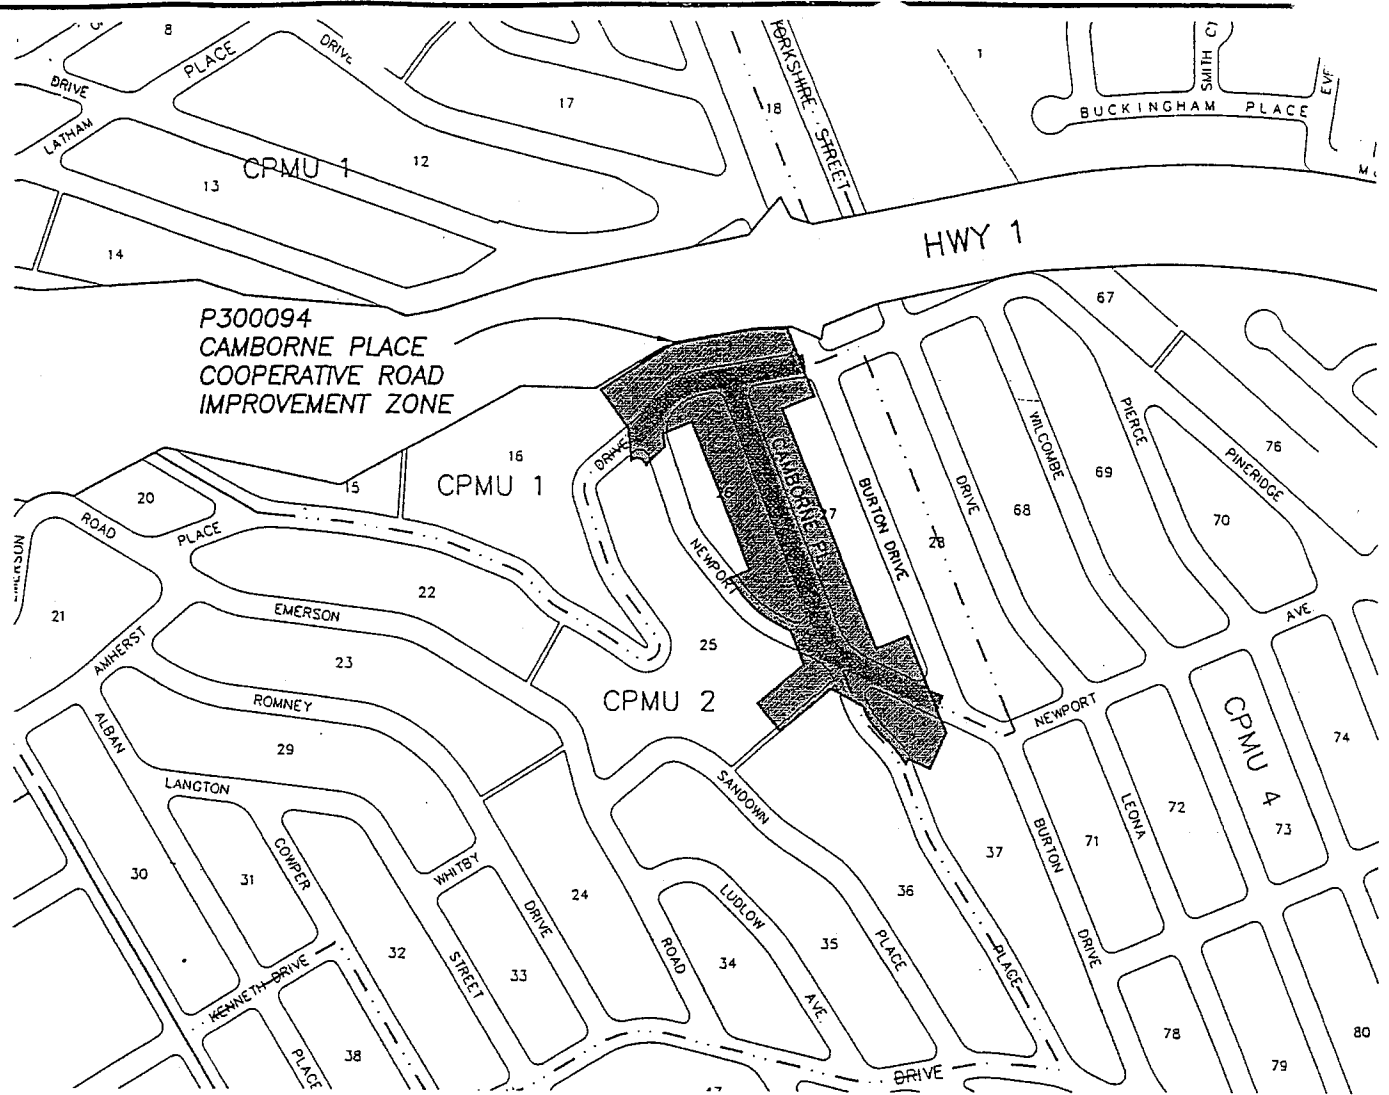 8
PLACE
DRIVE
DRIVE
LATHAM
17
18
YORKSHIRE STREET
1
SMITH CT
EVE
BUCKINGHAM PLACE
CPMU 1
12
13
14
HWY 1
P300094
CAMBORNE PLACE
COOPERATIVE ROAD
IMPROVEMENT ZONE
67
16
CPMU 1
15
20
ROAD
PLACE
DRIVE
CAMBORNE PL
27
BURTON DRIVE
28
DRIVE
WILCOMBE
68
69
PIERCE
PINERIDGE
76
70
AVE
EMERSON
21
22
EMERSON
23
AMHERST
ROMNEY
NEWPORT
25
CPMU 2
NEWPORT
CPMU 4
74
ALBAN
29
LANGTON
SANDOWN
BURTON
LEONA
71
72
73
30
31
COWPER
WHITBY
DRIVE
24
LUDLOW
36
37
32
STREET
33
ROAD
34
35
PLACE
PLACE
DRIVE
AVE.
KENNETH DRIVE
PLACE
38
DRIVE
78
79
80
47